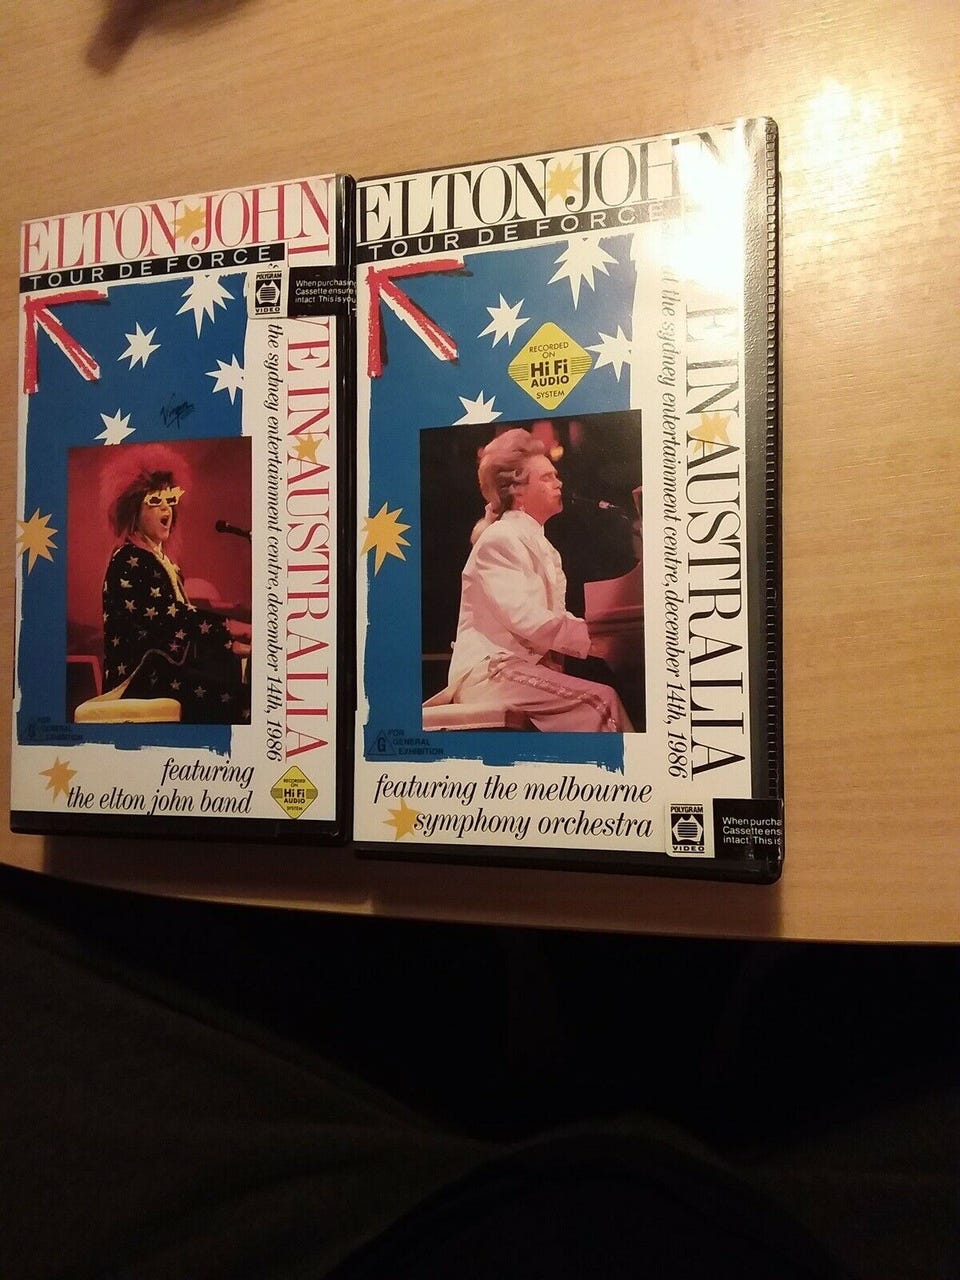 ELTON JOHN
TOUR DE FORCE
POLYGRAM
VIDEO
When purchasing
Cassette ensure
intact. This is
IN AUSTRALIA
the sydney entertainment centre, december 14th, 1986
Virgin
G
FOR
GENERAL
EXHIBITION
featuring
the elton john band
RECORDED
ON
Hi Fi
AUDIO
SYSTEM
ELTON JOHN
TOUR DE FORCE
RECORDED
ON
Hi Fi
AUDIO
SYSTEM
IN AUSTRALIA
the sydney entertainment centre, december 14th, 1986
G
FOR
GENERAL
EXHIBITION
featuring the melbourne
symphony orchestra
POLYGRAM
VIDEO
When purcha
Cassette ens
intact. This is